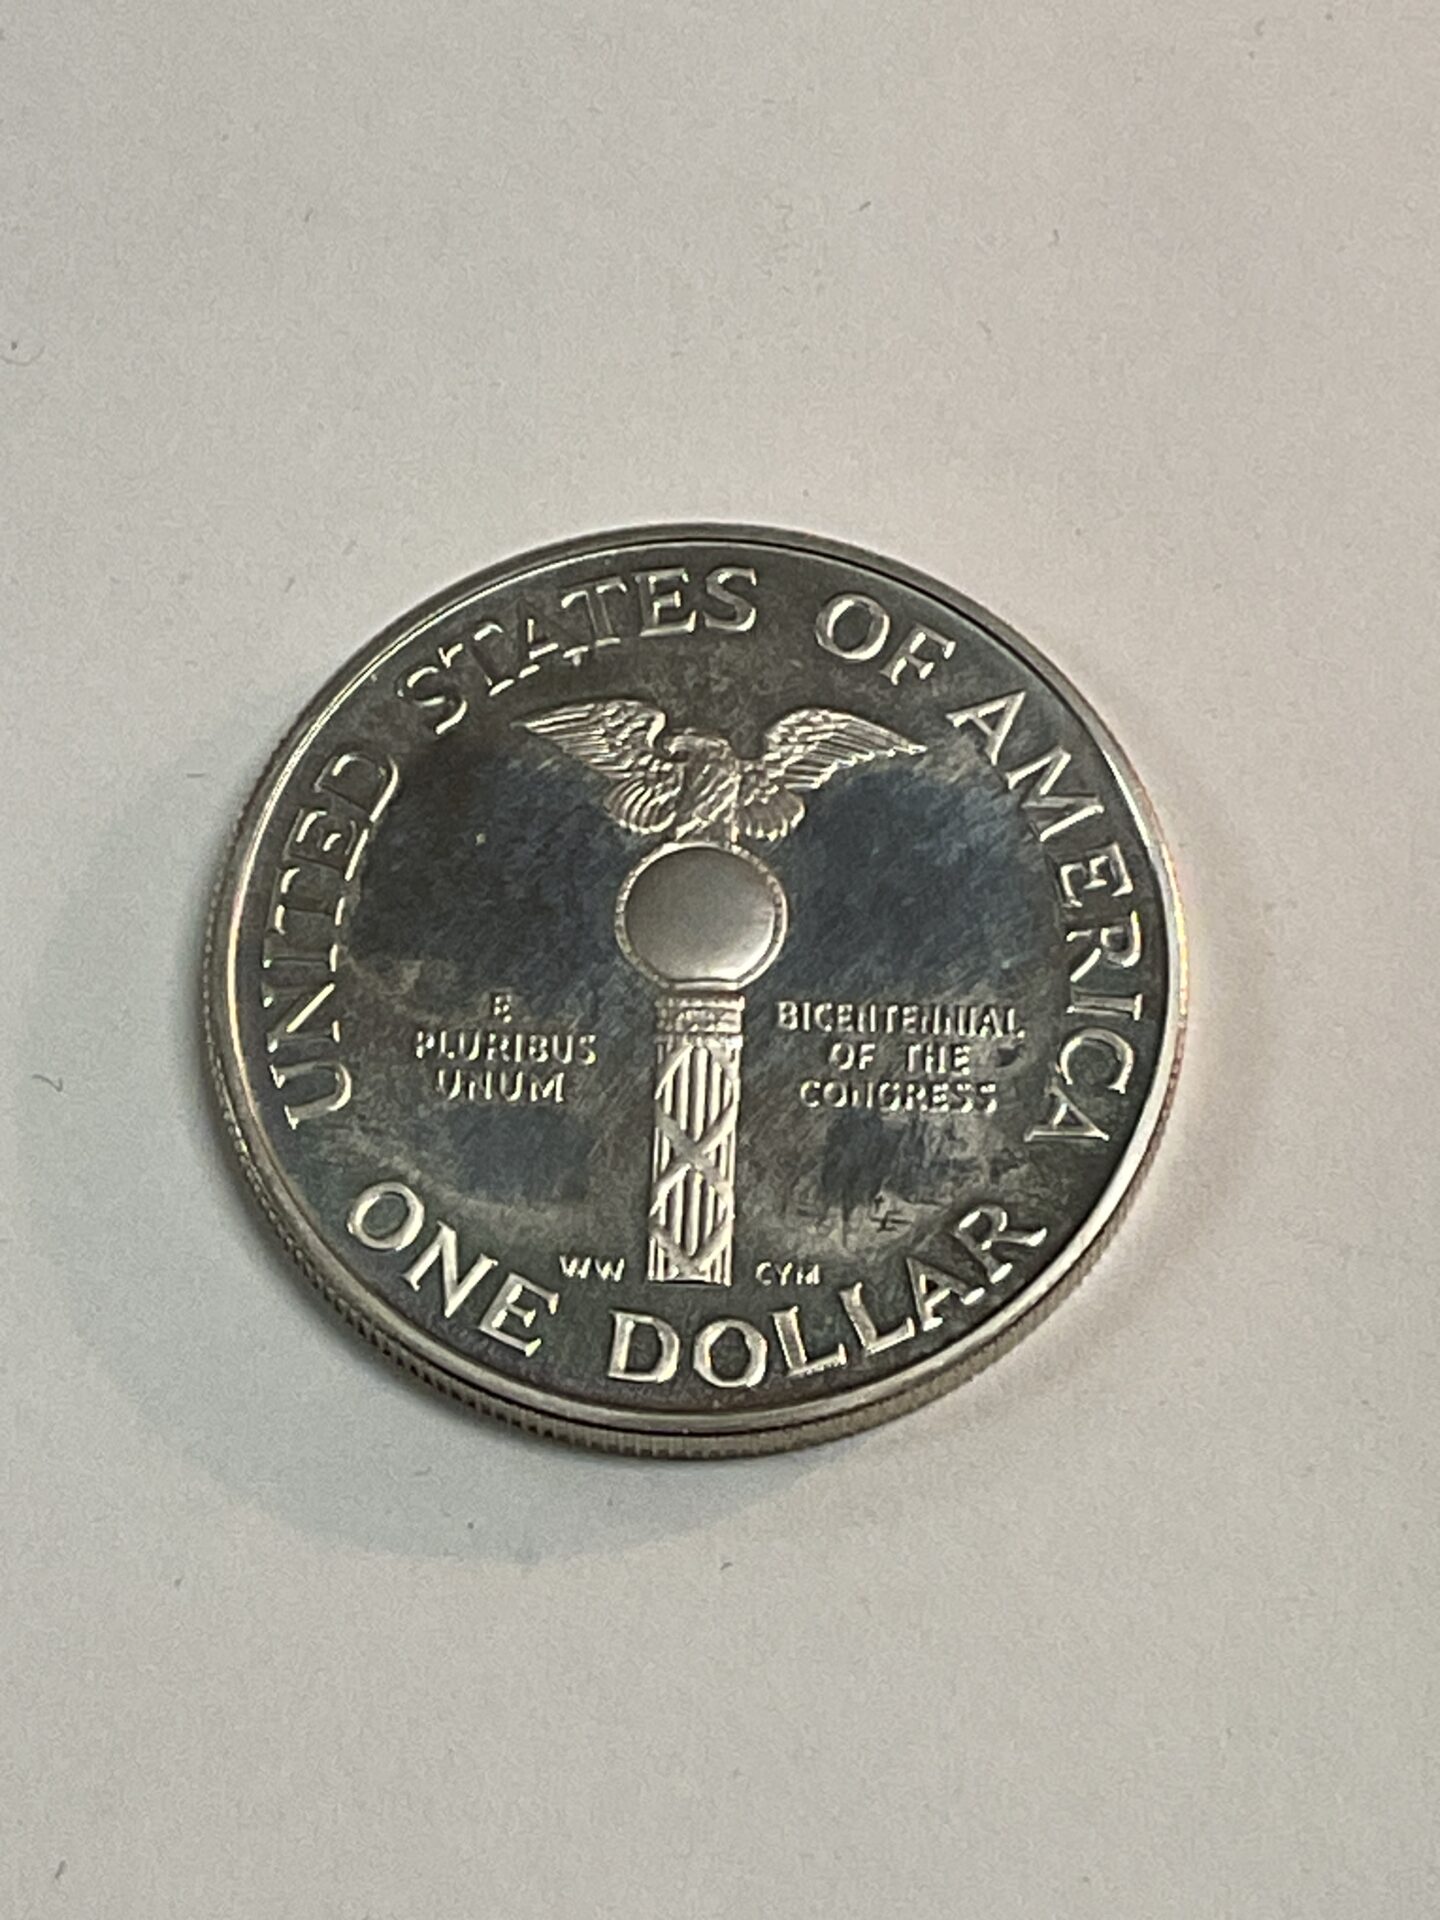 UNITED STATES OF AMERICA
E
PLURIBUS
UNUM
BICENTENNIAL
OF THE
CONGRESS
WW
CYM
ONE DOLLAR